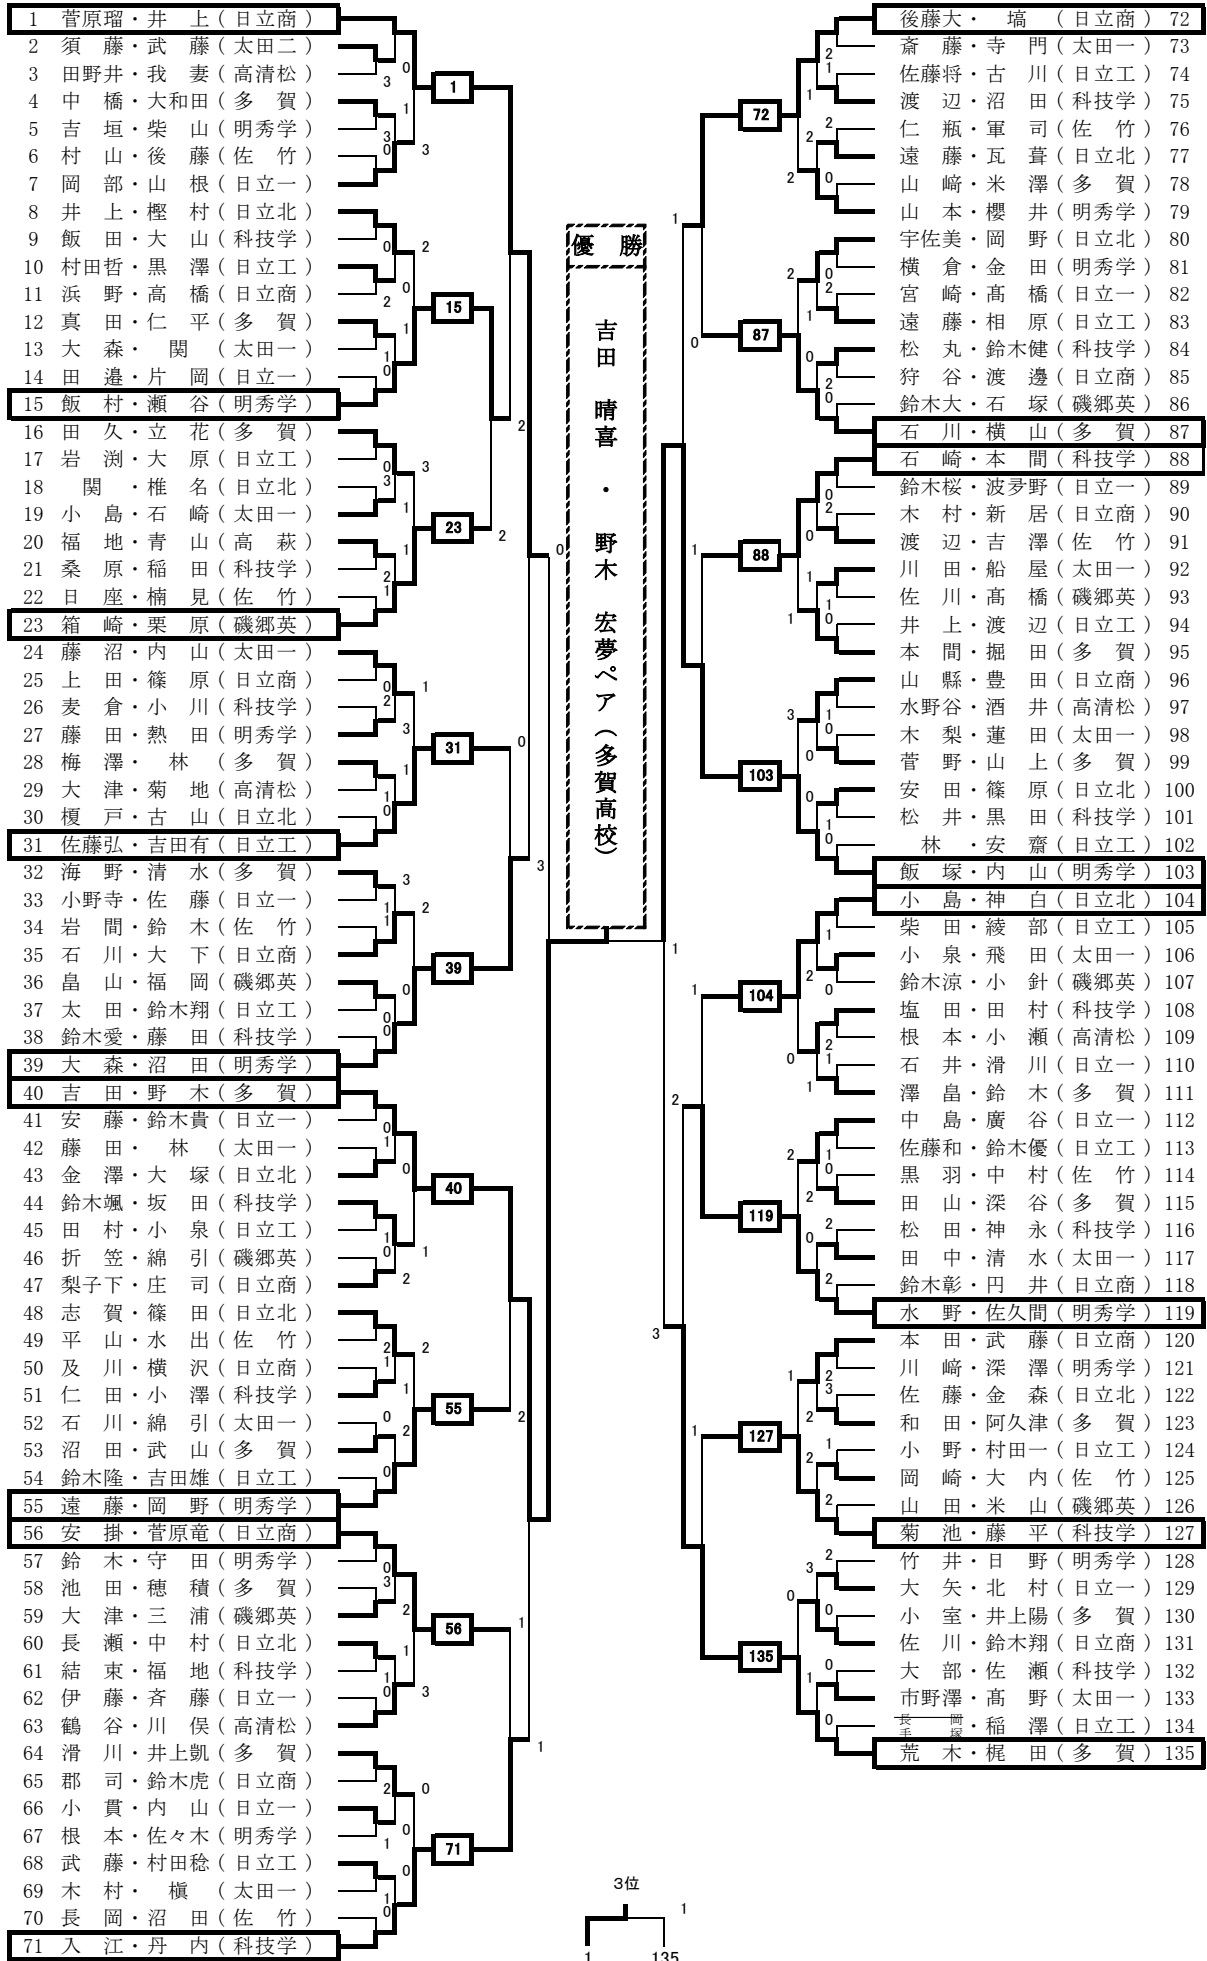 1 菅原瑠・井 上 ( 日立商 )
2 須 藤・武 藤 ( 太田二 )
3 田野井・我 妻 ( 高清松 )
4 中 橋・大和田 ( 多 賀 )
5 吉 垣・柴 山 ( 明秀学 )
6 村 山・後 藤 ( 佐 竹 )
7 岡 部・山 根 ( 日立一 )
8 井 上・樫 村 ( 日立北 )
9 飯 田・大 山 ( 科技学 )
10 村田哲・黒 澤 ( 日立工 )
11 浜 野・高 橋 ( 日立商 )
12 真 田・仁 平 ( 多 賀 )
13 大 森・ 関 ( 太田一 )
14 田 邉・片 岡 ( 日立一 )
15 飯 村・瀬 谷 ( 明秀学 )
16 田 久・立 花 ( 多 賀 )
17 岩 渕・大 原 ( 日立工 )
18 関 ・椎 名 ( 日立北 )
19 小 島・石 崎 ( 太田一 )
20 福 地・青 山 ( 高 萩 )
21 桑 原・稲 田 ( 科技学 )
22 日 座・楠 見 ( 佐 竹 )
23 箱 崎・栗 原 ( 磯郷英 )
24 藤 沼・内 山 ( 太田一 )
25 上 田・篠 原 ( 日立商 )
26 麦 倉・小 川 ( 科技学 )
27 藤 田・熱 田 ( 明秀学 )
28 梅 澤・ 林 ( 多 賀 )
29 大 津・菊 地 ( 高清松 )
30 榎 戸・古 山 ( 日立北 )
31 佐藤弘・吉田有 ( 日立工 )
32 海 野・清 水 ( 多 賀 )
33 小野寺・佐 藤 ( 日立一 )
34 岩 間・鈴 木 ( 佐 竹 )
35 石 川・大 下 ( 日立商 )
36 畠 山・福 岡 ( 磯郷英 )
37 太 田・鈴木翔 ( 日立工 )
38 鈴木愛・藤 田 ( 科技学 )
39 大 森・沼 田 ( 明秀学 )
40 吉 田・野 木 ( 多 賀 )
41 安 藤・鈴木貴 ( 日立一 )
42 藤 田・ 林 ( 太田一 )
43 金 澤・大 塚 ( 日立北 )
44 鈴木颯・坂 田 ( 科技学 )
45 田 村・小 泉 ( 日立工 )
46 折 笠・綿 引 ( 磯郷英 )
47 梨子下・庄 司 ( 日立商 )
48 志 賀・篠 田 ( 日立北 )
49 平 山・水 出 ( 佐 竹 )
50 及 川・横 沢 ( 日立商 )
51 仁 田・小 澤 ( 科技学 )
52 石 川・綿 引 ( 太田一 )
53 沼 田・武 山 ( 多 賀 )
54 鈴木隆・吉田雄 ( 日立工 )
55 遠 藤・岡 野 ( 明秀学 )
56 安 掛・菅原竜 ( 日立商 )
57 鈴 木・守 田 ( 明秀学 )
58 池 田・穂 積 ( 多 賀 )
59 大 津・三 浦 ( 磯郷英 )
60 長 瀬・中 村 ( 日立北 )
61 結 束・福 地 ( 科技学 )
62 伊 藤・斉 藤 ( 日立一 )
63 鶴 谷・川 俣 ( 高清松 )
64 滑 川・井上凱 ( 多 賀 )
65 郡 司・鈴木虎 ( 日立商 )
66 小 貫・内 山 ( 日立一 )
67 根 本・佐々木 ( 明秀学 )
68 武 藤・村田稔 ( 日立工 )
69 木 村・ 槇 ( 太田一 )
70 長 岡・沼 田 ( 佐 竹 )
71 入 江・丹 内 ( 科技学 )
1
15
23
31
39
40
55
56
71
優 勝
吉田 晴喜 ・ 野木 宏夢ペア（多賀高校）
3位
1
1 135
72
87
88
103
104
119
127
135
後藤大・ 塙 ( 日立商 ) 72
斎 藤・寺 門 ( 太田一 ) 73
佐藤将・古 川 ( 日立工 ) 74
渡 辺・沼 田 ( 科技学 ) 75
仁 瓶・軍 司 ( 佐 竹 ) 76
遠 藤・瓦 葺 ( 日立北 ) 77
山 﨑・米 澤 ( 多 賀 ) 78
山 本・櫻 井 ( 明秀学 ) 79
宇佐美・岡 野 ( 日立北 ) 80
横 倉・金 田 ( 明秀学 ) 81
宮 崎・髙 橋 ( 日立一 ) 82
遠 藤・相 原 ( 日立工 ) 83
松 丸・鈴木健 ( 科技学 ) 84
狩 谷・渡 邊 ( 日立商 ) 85
鈴木大・石 塚 ( 磯郷英 ) 86
石 川・横 山 ( 多 賀 ) 87
石 崎・本 間 ( 科技学 ) 88
鈴木桜・波夛野 ( 日立一 ) 89
木 村・新 居 ( 日立商 ) 90
渡 辺・吉 澤 ( 佐 竹 ) 91
川 田・船 屋 ( 太田一 ) 92
佐 川・髙 橋 ( 磯郷英 ) 93
井 上・渡 辺 ( 日立工 ) 94
本 間・掘 田 ( 多 賀 ) 95
山 縣・豊 田 ( 日立商 ) 96
水野谷・酒 井 ( 高清松 ) 97
木 梨・蓮 田 ( 太田一 ) 98
菅 野・山 上 ( 多 賀 ) 99
安 田・篠 原 ( 日立北 ) 100
松 井・黒 田 ( 科技学 ) 101
林 ・安 齋 ( 日立工 ) 102
飯 塚・内 山 ( 明秀学 ) 103
小 島・神 白 ( 日立北 ) 104
柴 田・綾 部 ( 日立工 ) 105
小 泉・飛 田 ( 太田一 ) 106
鈴木涼・小 針 ( 磯郷英 ) 107
塩 田・田 村 ( 科技学 ) 108
根 本・小 瀬 ( 高清松 ) 109
石 井・滑 川 ( 日立一 ) 110
澤 畠・鈴 木 ( 多 賀 ) 111
中 島・廣 谷 ( 日立一 ) 112
佐藤和・鈴木優 ( 日立工 ) 113
黒 羽・中 村 ( 佐 竹 ) 114
田 山・深 谷 ( 多 賀 ) 115
松 田・神 永 ( 科技学 ) 116
田 中・清 水 ( 太田一 ) 117
鈴木彰・円 井 ( 日立商 ) 118
水 野・佐久間 ( 明秀学 ) 119
本 田・武 藤 ( 日立商 ) 120
川 﨑・深 澤 ( 明秀学 ) 121
佐 藤・金 森 ( 日立北 ) 122
和 田・阿久津 ( 多 賀 ) 123
小 野・村田一 ( 日立工 ) 124
岡 崎・大 内 ( 佐 竹 ) 125
山 田・米 山 ( 磯郷英 ) 126
菊 池・藤 平 ( 科技学 ) 127
竹 井・日 野 ( 明秀学 ) 128
大 矢・北 村 ( 日立一 ) 129
小 室・井上陽 ( 多 賀 ) 130
佐 川・鈴木翔 ( 日立商 ) 131
大 部・佐 瀬 ( 科技学 ) 132
市野澤・髙 野 ( 太田一 ) 133
長 岡 手 塚・稲 澤 ( 日立工 ) 134
荒 木・梶 田 ( 多 賀 ) 135